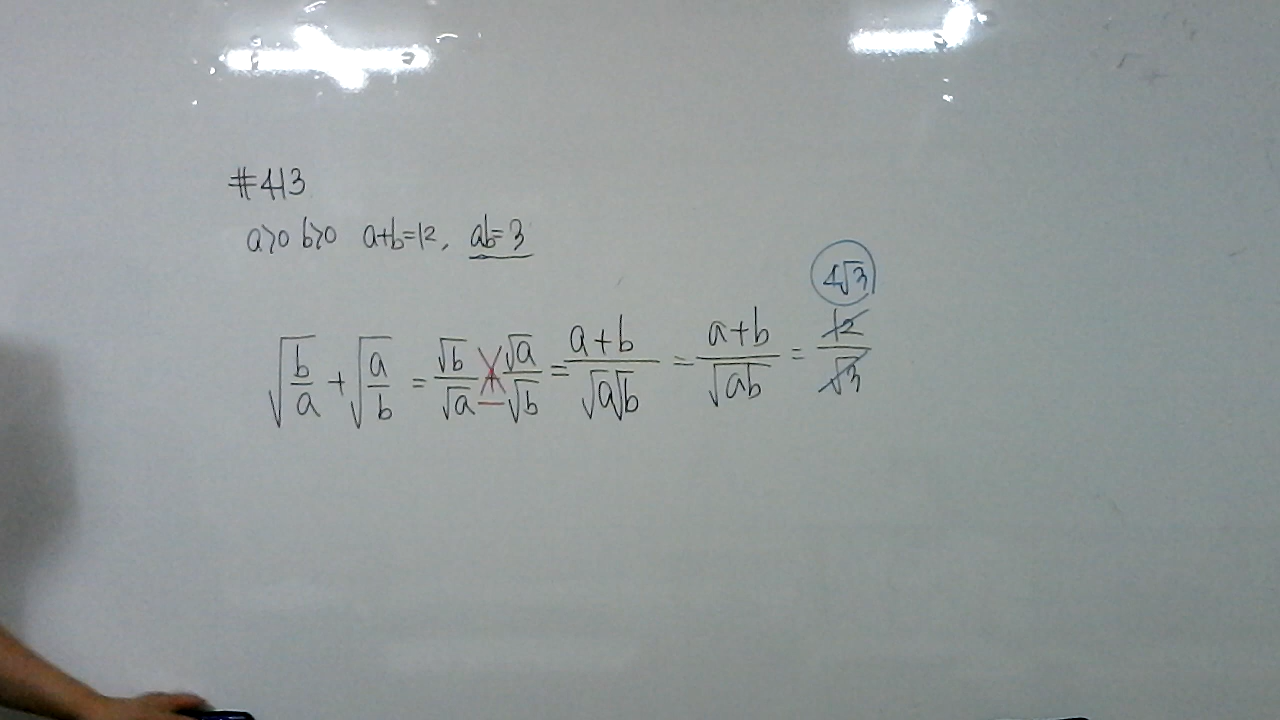 #413
a>0 b>0 a+b=12, ab=3
√(b/a) + √(a/b) = √b/√a + √a/√b = (a+b)/(√a√b) = (a+b)/√ab = 12/√3
4√3